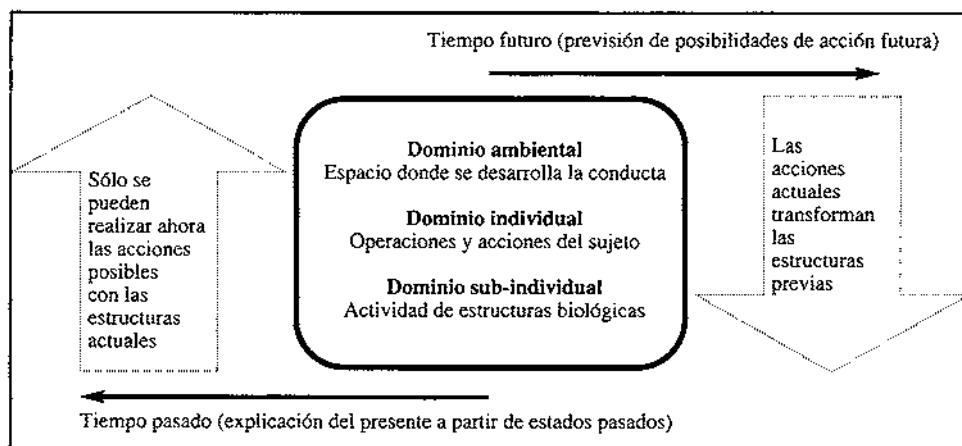 Tiempo futuro (previsión de posibilidades de acción futura)
Sólo se
pueden
realizar ahora
las acciones
posibles
con las
estructuras
actuales
Dominio ambiental
Espacio donde se desarrolla la conducta
Dominio individual
Operaciones y acciones del sujeto
Dominio sub-individual
Actividad de estructuras biológicas
Las
acciones
actuales
transforman
las
estructuras
previas
Tiempo pasado (explicación del presente a partir de estados pasados)